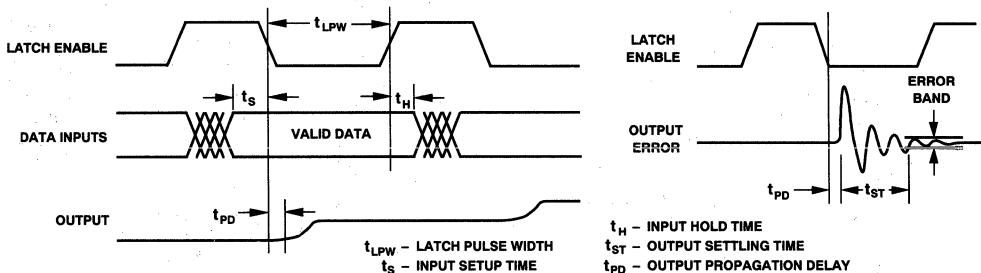 LATCH ENABLE
tLPW
tS
tH
DATA INPUTS
VALID DATA
OUTPUT
tPD
tLPW – LATCH PULSE WIDTH
tS – INPUT SETUP TIME
LATCH
ENABLE
ERROR
BAND
OUTPUT
ERROR
tPD
tST
tH – INPUT HOLD TIME
tST – OUTPUT SETTLING TIME
tPD – OUTPUT PROPAGATION DELAY